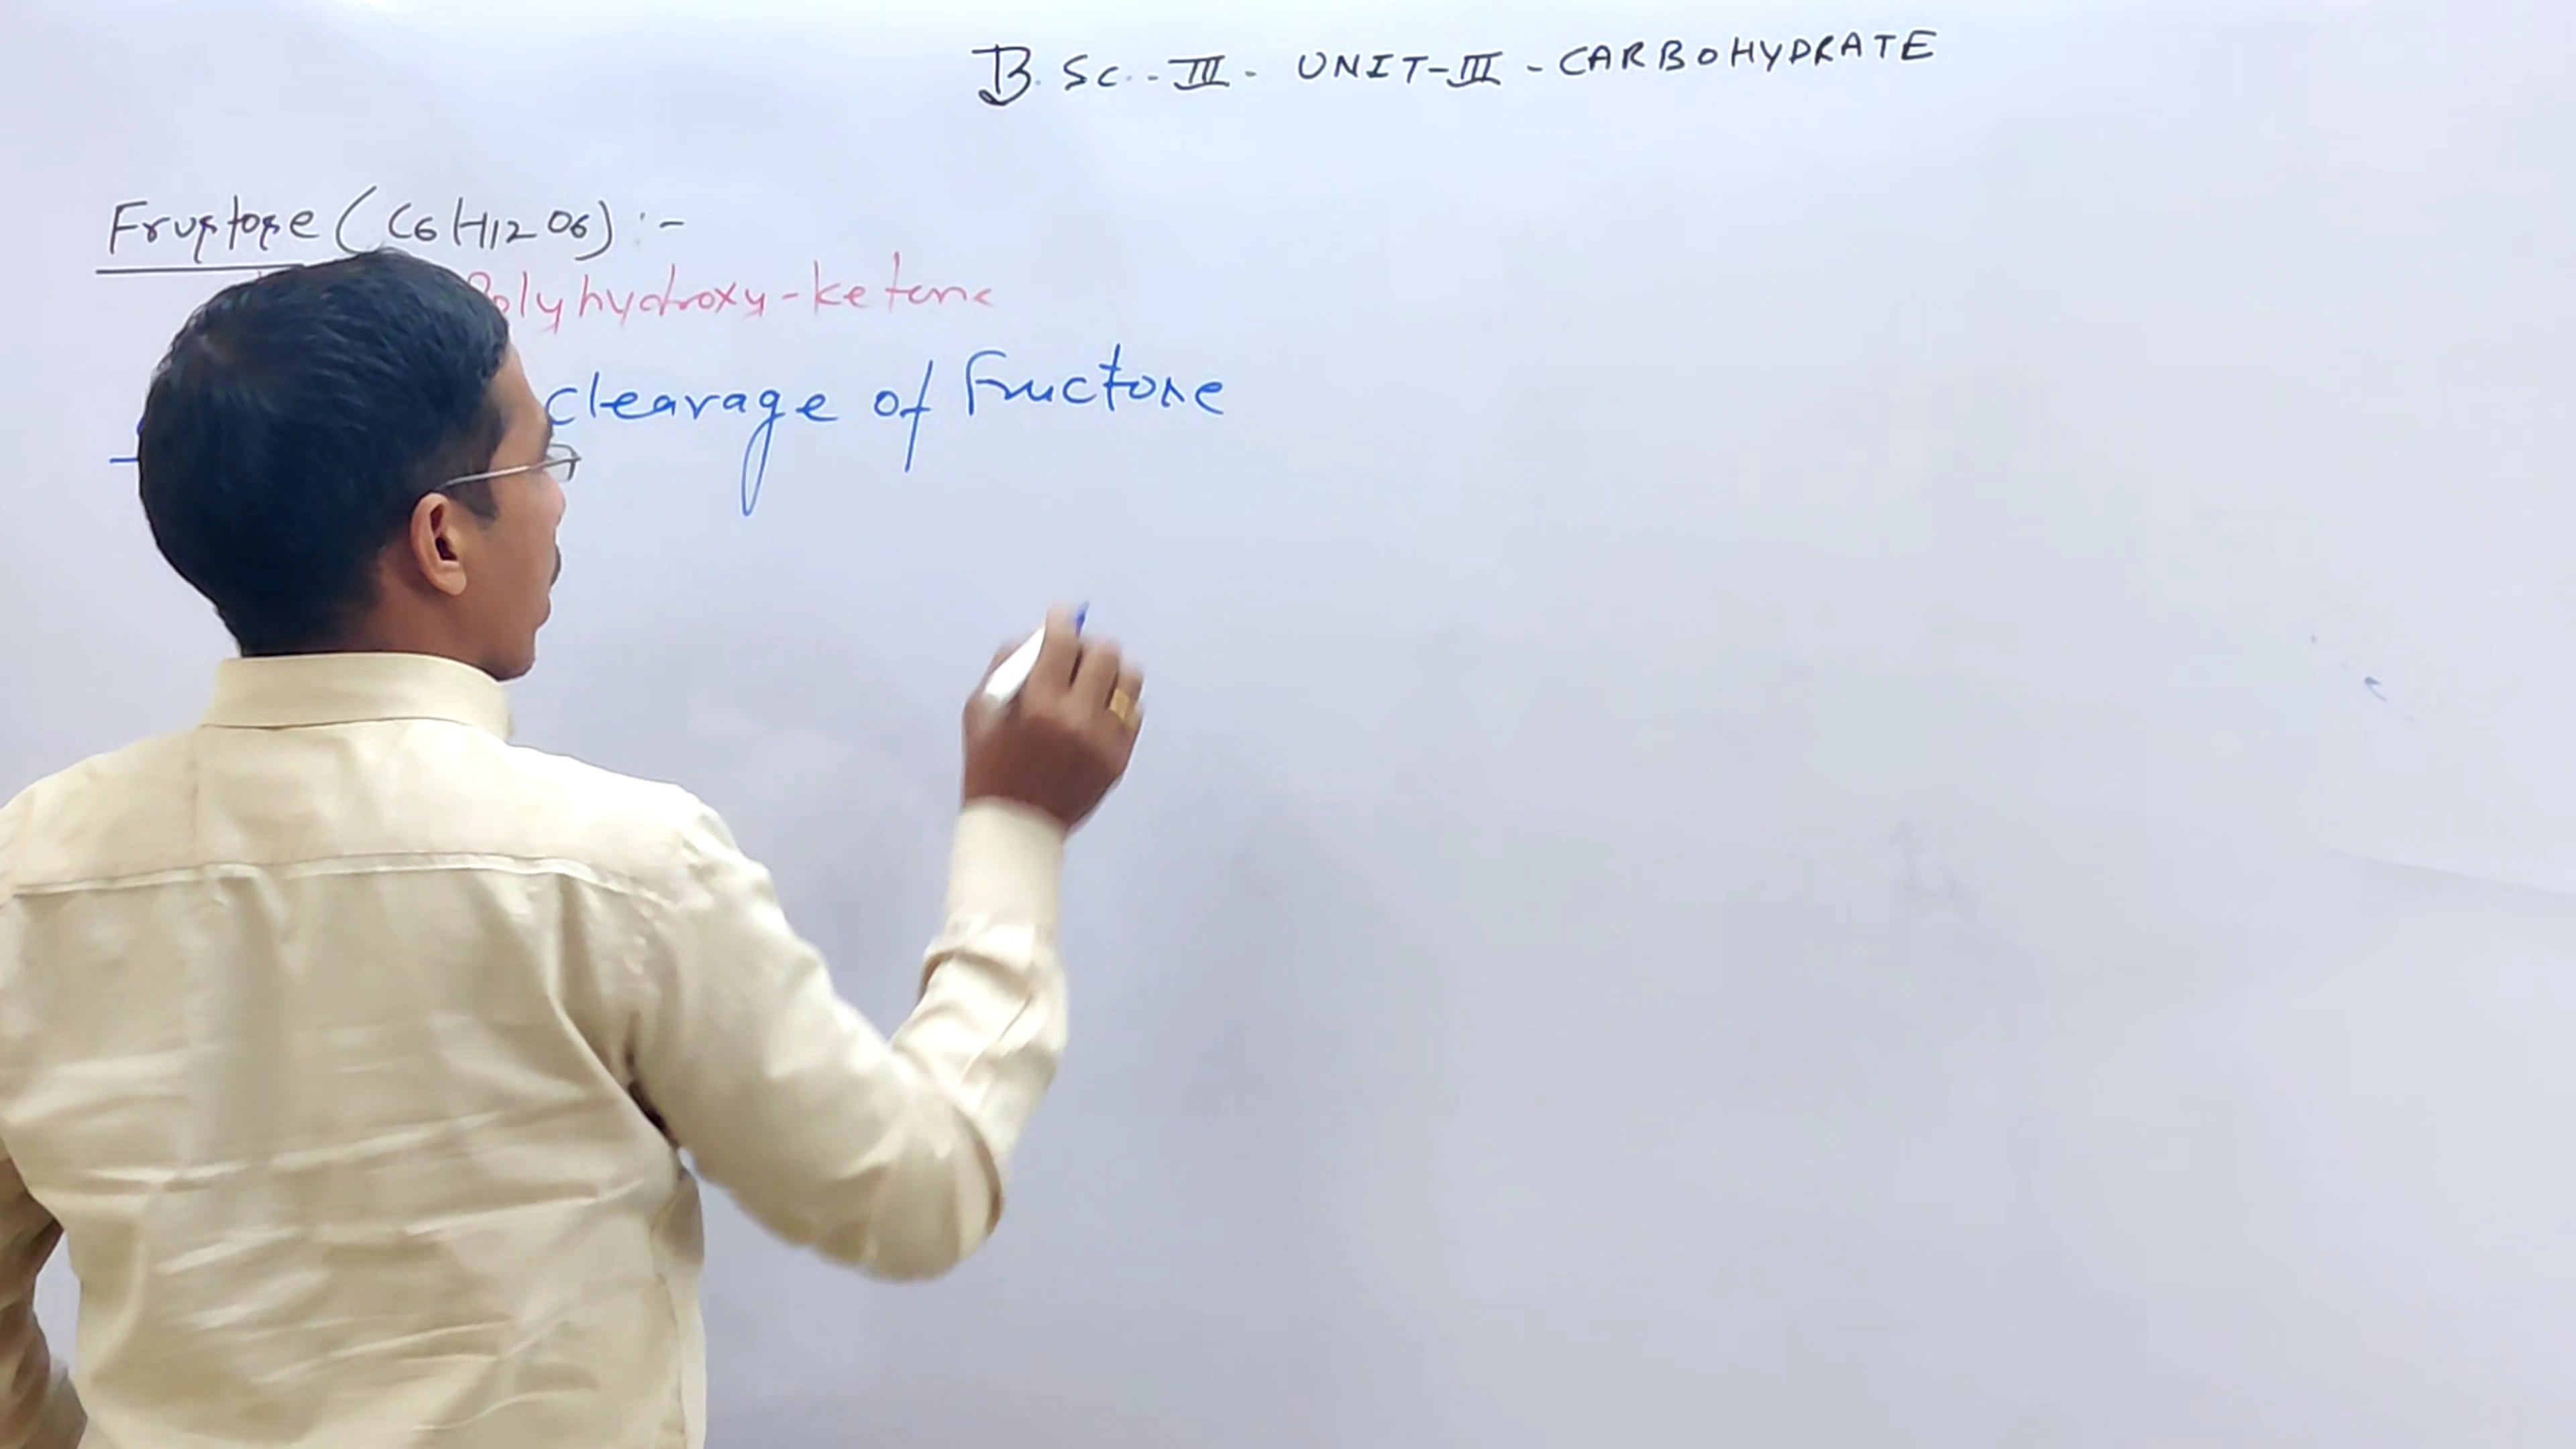 B. Sc. - III - UNIT-III - CARBOHYDRATE
Fructose (C6H12O6) :-
Polyhydroxy-ketone
clearage of Fructose